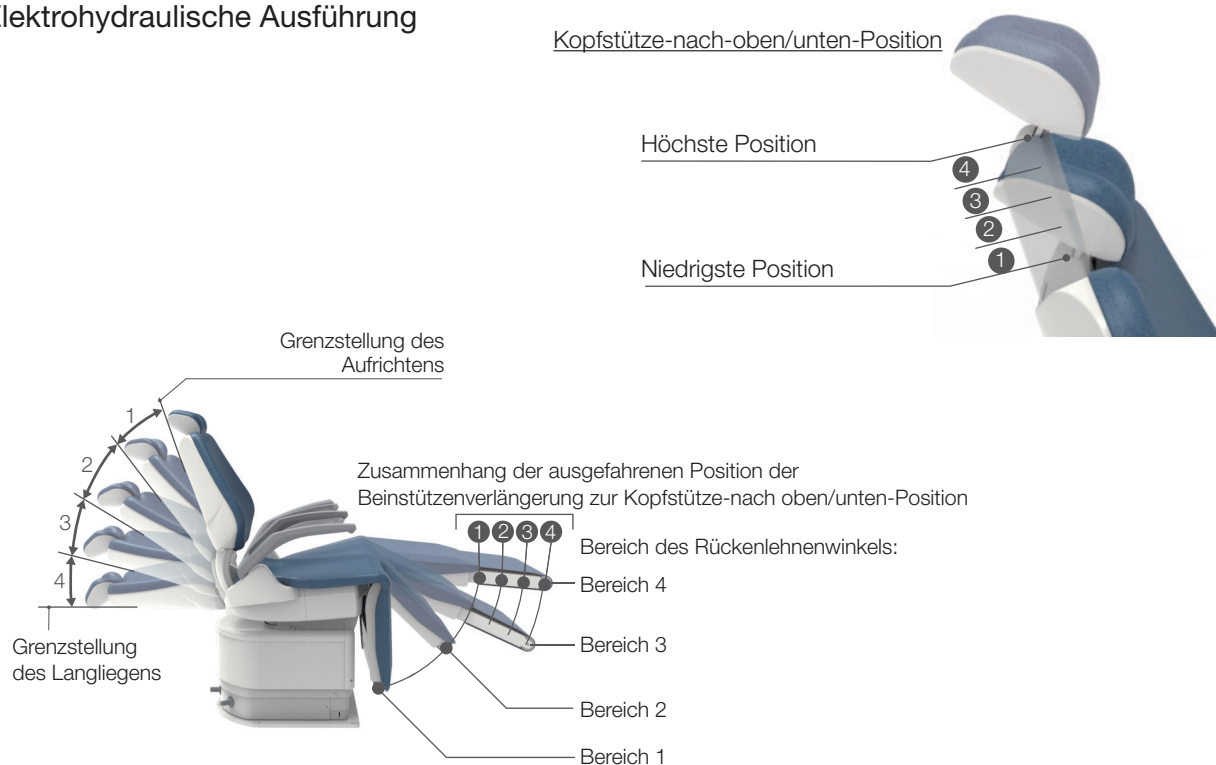 Elektrohydraulische Ausführung
Kopfstütze-nach-oben/unten-Position
Höchste Position
4
3
2
1
Niedrigste Position
Grenzstellung des
Aufrichtens
1
2
3
4
Grenzstellung
des Langliegens
Zusammenhang der ausgefahrenen Position der
Beinstützenverlängerung zur Kopfstütze-nach oben/unten-Position
1 2 3 4
Bereich des Rückenlehnenwinkels:
Bereich 4
Bereich 3
Bereich 2
Bereich 1